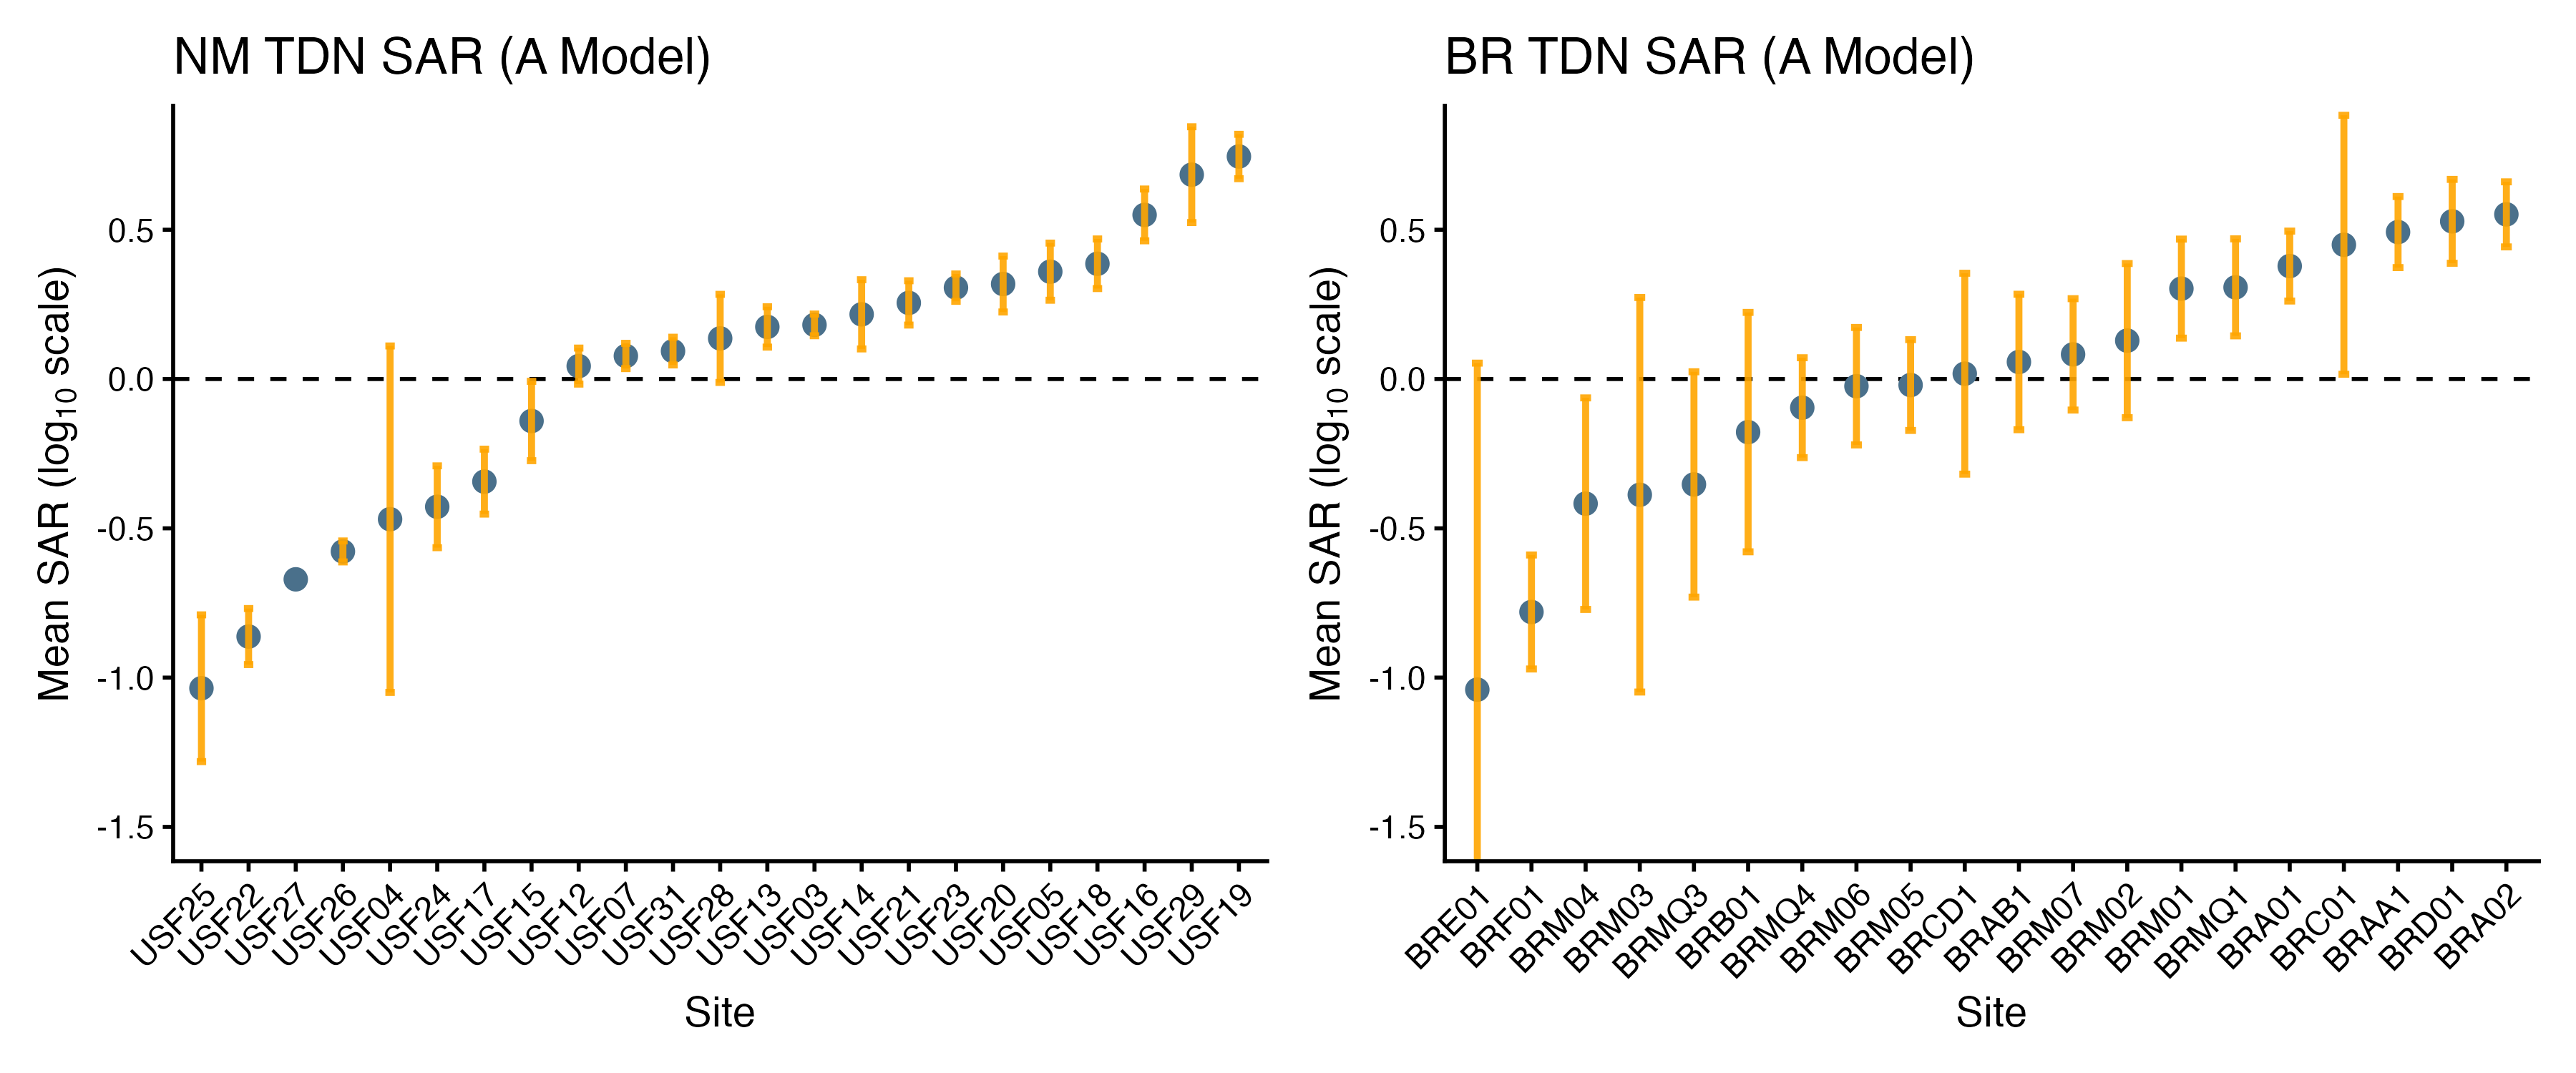 NM TDN SAR (A Model)
Mean SAR (log10 scale)
0.5
0.0
-0.5
-1.0
-1.5
USF25
USF22
USF27
USF26
USF04
USF24
USF17
USF15
USF12
USF07
USF31
USF28
USF13
USF03
USF14
USF21
USF23
USF20
USF05
USF18
USF16
USF29
USF19
Site
BR TDN SAR (A Model)
Mean SAR (log10 scale)
0.5
0.0
-0.5
-1.0
-1.5
BRE01
BRF01
BRM04
BRM03
BRMQ3
BRB01
BRMQ4
BRM06
BRM05
BRCD1
BRAB1
BRM07
BRM02
BRM01
BRMQ1
BRA01
BRC01
BRAA1
BRD01
BRA02
Site